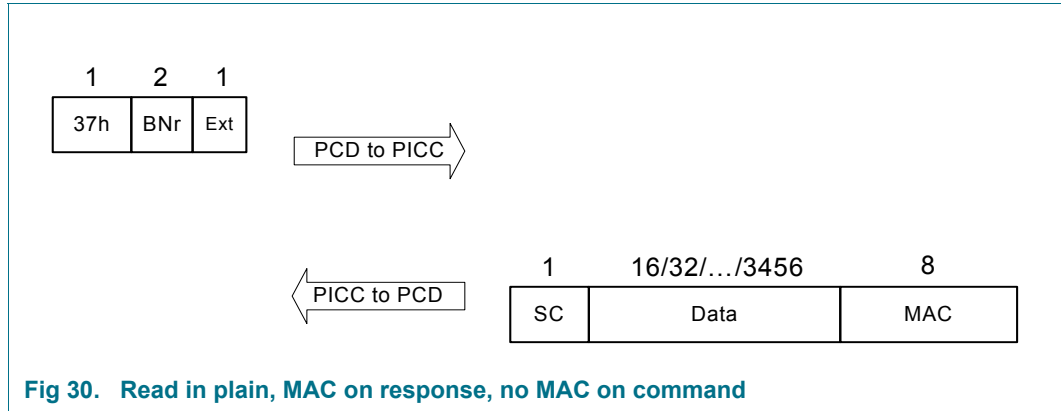 1 2 1
37h BNr Ext
PCD to PICC
1 16/32/…/3456 8
PICC to PCD
SC Data MAC
Fig 30. Read in plain, MAC on response, no MAC on command